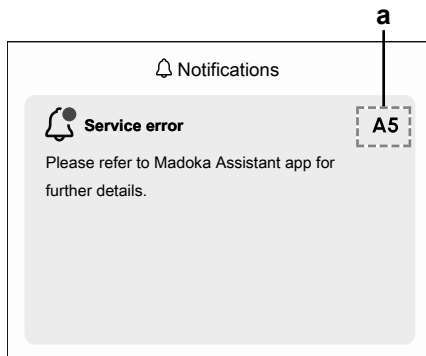 a
Notifications
Service error
A5
Please refer to Madoka Assistant app for
further details.